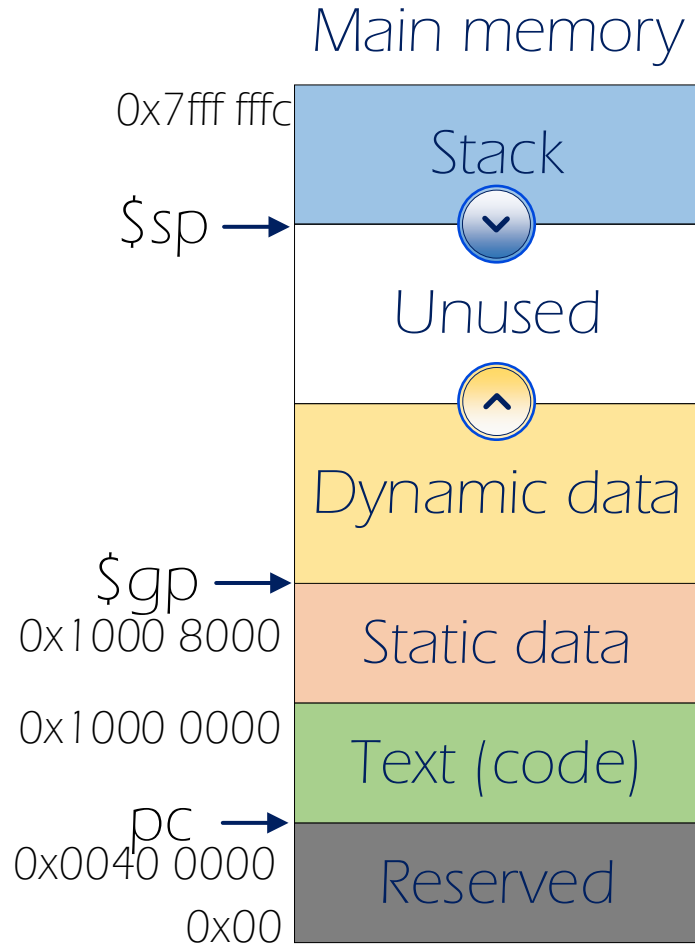 Main memory
0x7fff fffc
Stack
$sp
Unused
Dynamic data
$gp
0x1000 8000
Static data
0x1000 0000
Text (code)
pc
0x0040 0000
Reserved
0x00